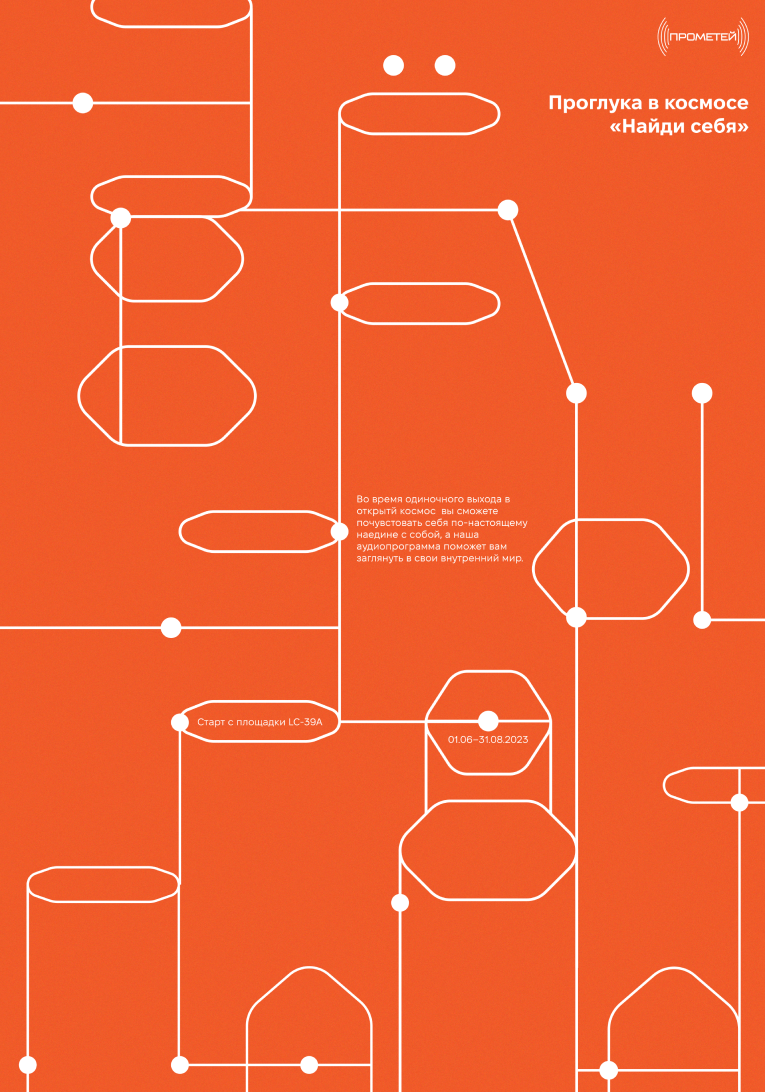 ПРОМЕТЕЙ
Проглука в космосе
«Найди себя»
Во время одиночного выхода в
открытй космос вы сможете
почувстовать себя по-настоящему
наедине с собой, а наша
аудиопрограмма поможет вам
заглянуть в свои внутренний мир.
Старт с площадки LC-39A
01.06–31.08.2023